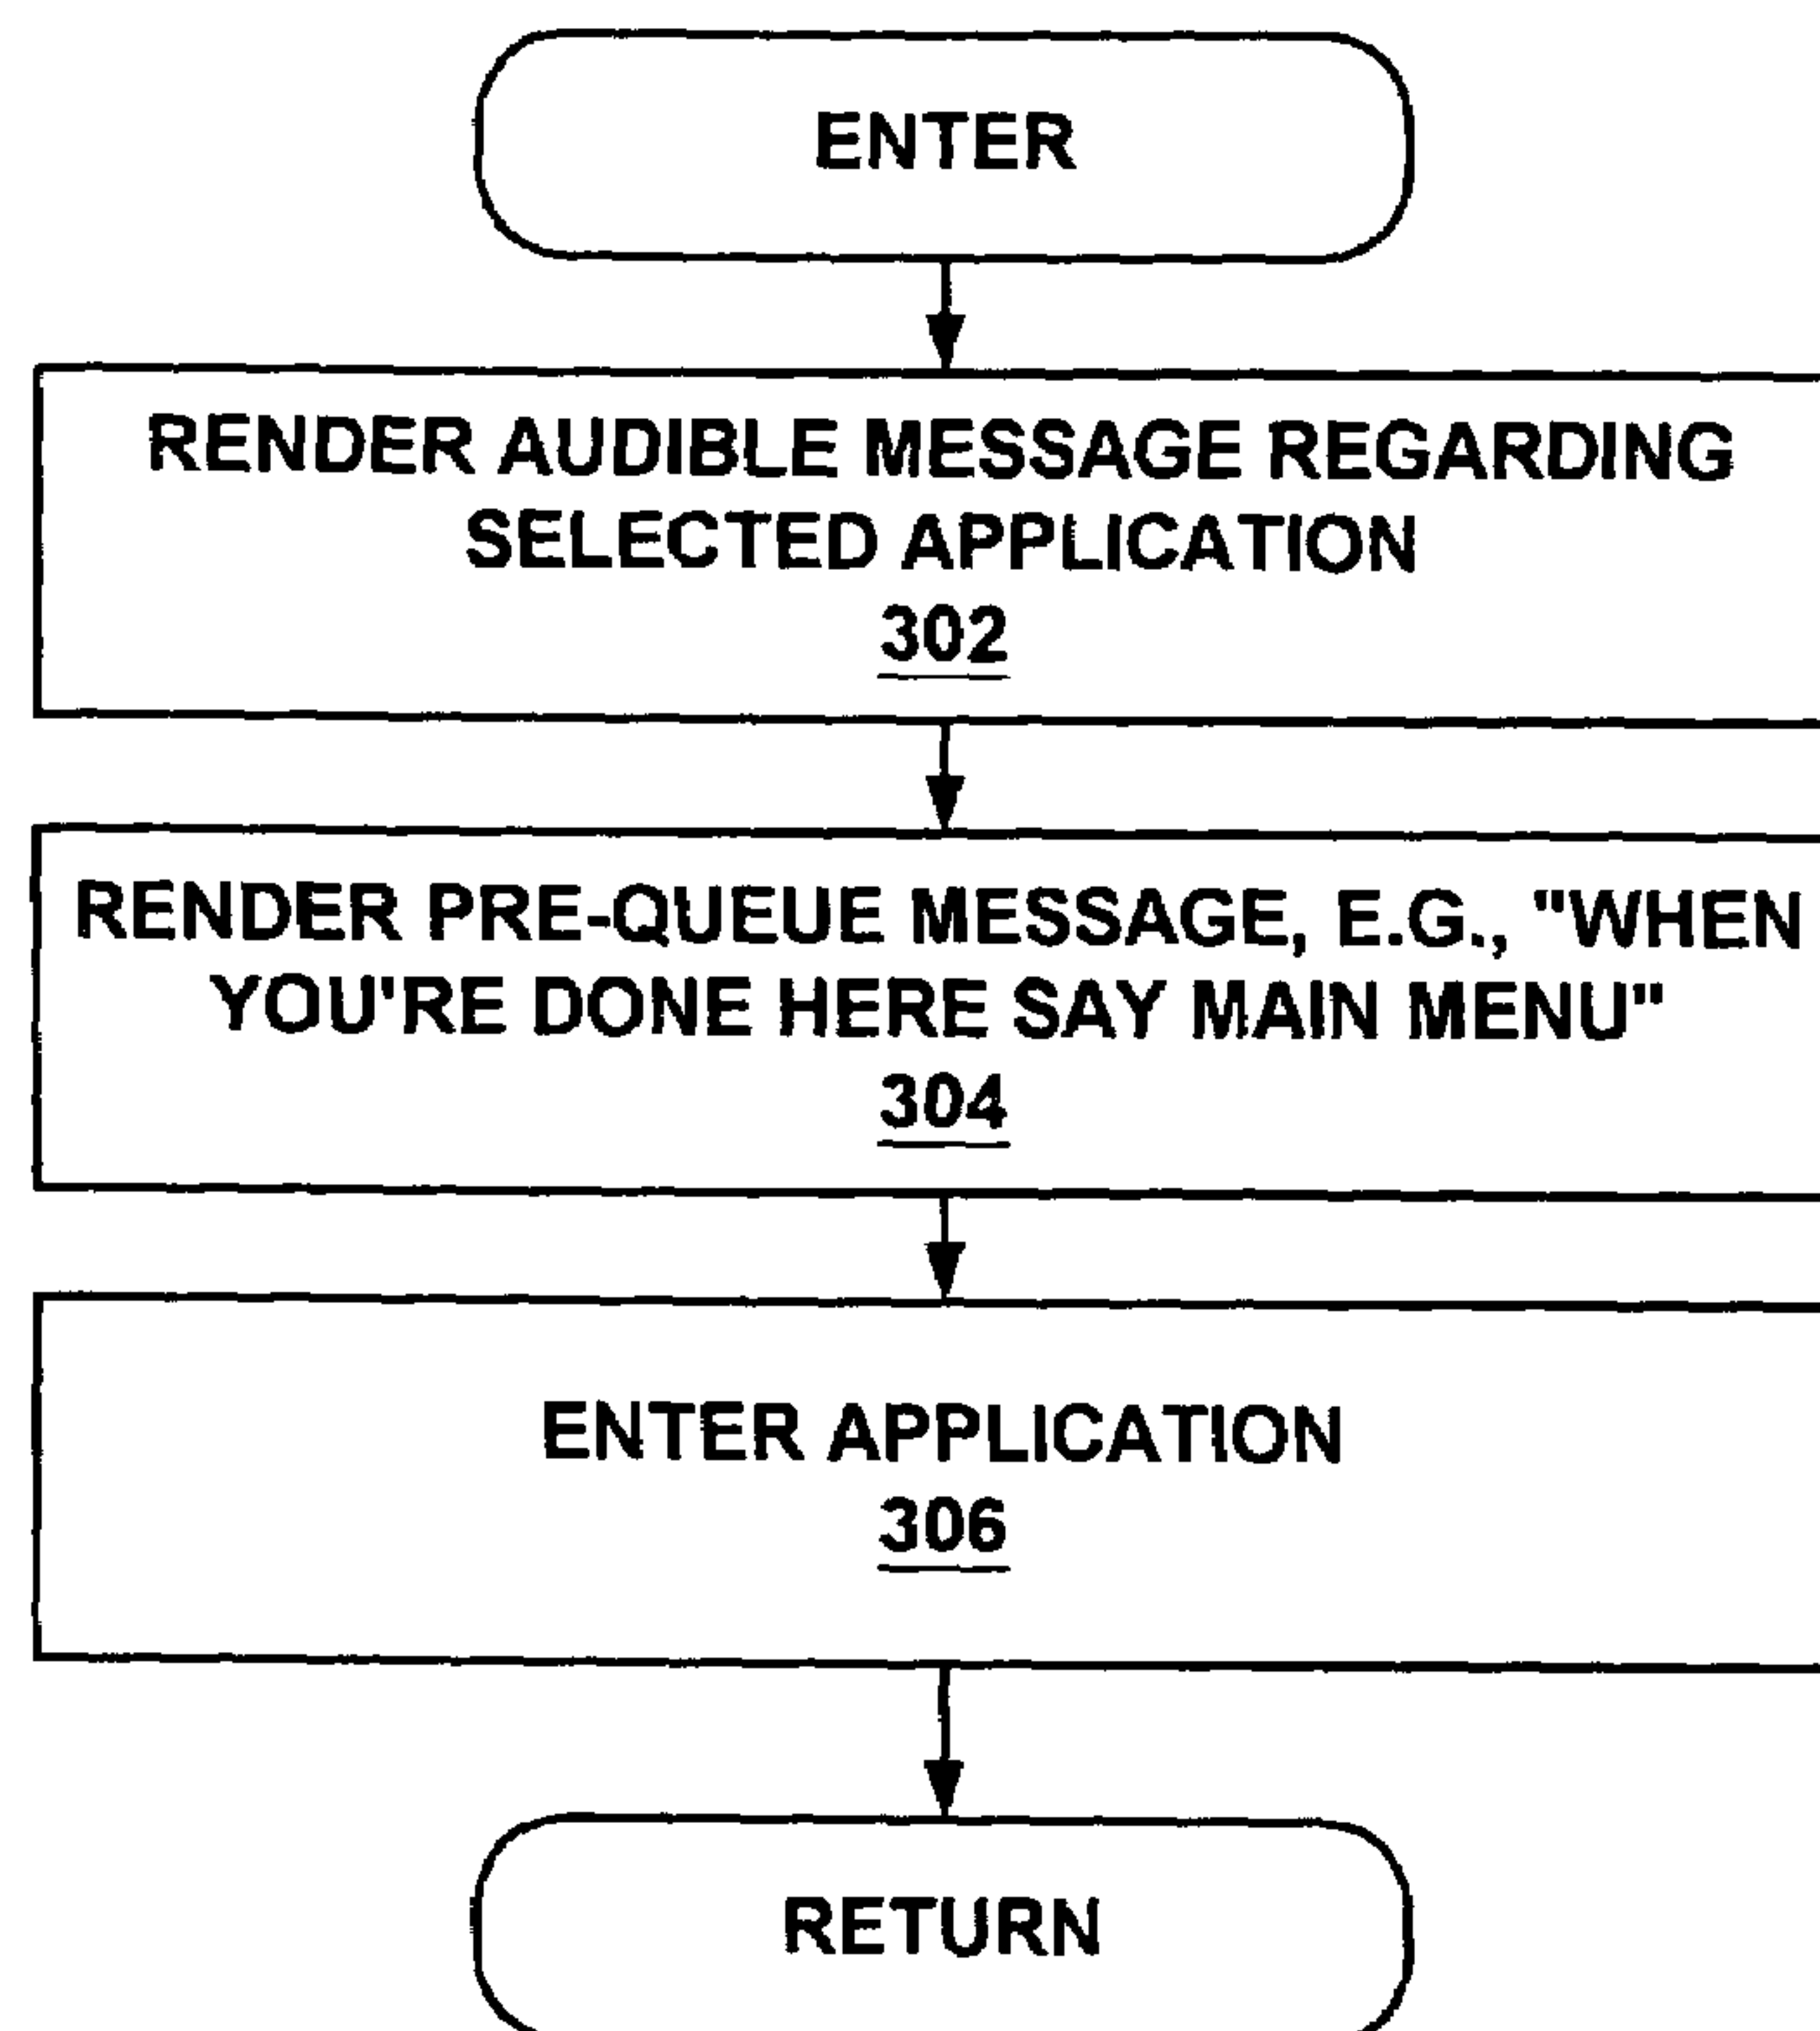 ENTER
RENDER AUDIBLE MESSAGE REGARDING
SELECTED APPLICATION
302
RENDER PRE-QUEUE MESSAGE, E.G., "WHEN
YOU'RE DONE HERE SAY MAIN MENU"
304
ENTER APPLICATION
306
RETURN